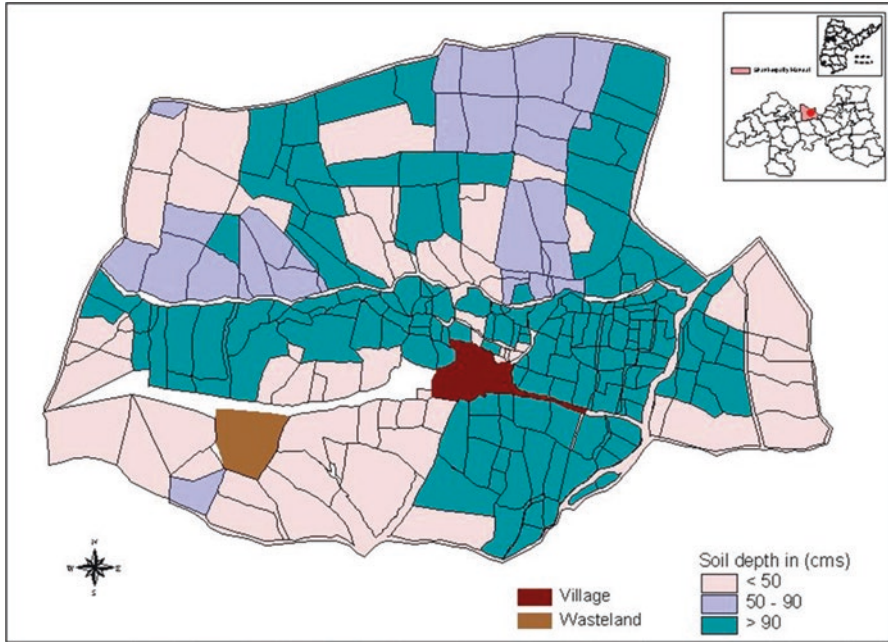 N
W E
S
Village
Wasteland
Soil depth in (cms)
< 50
50 - 90
> 90